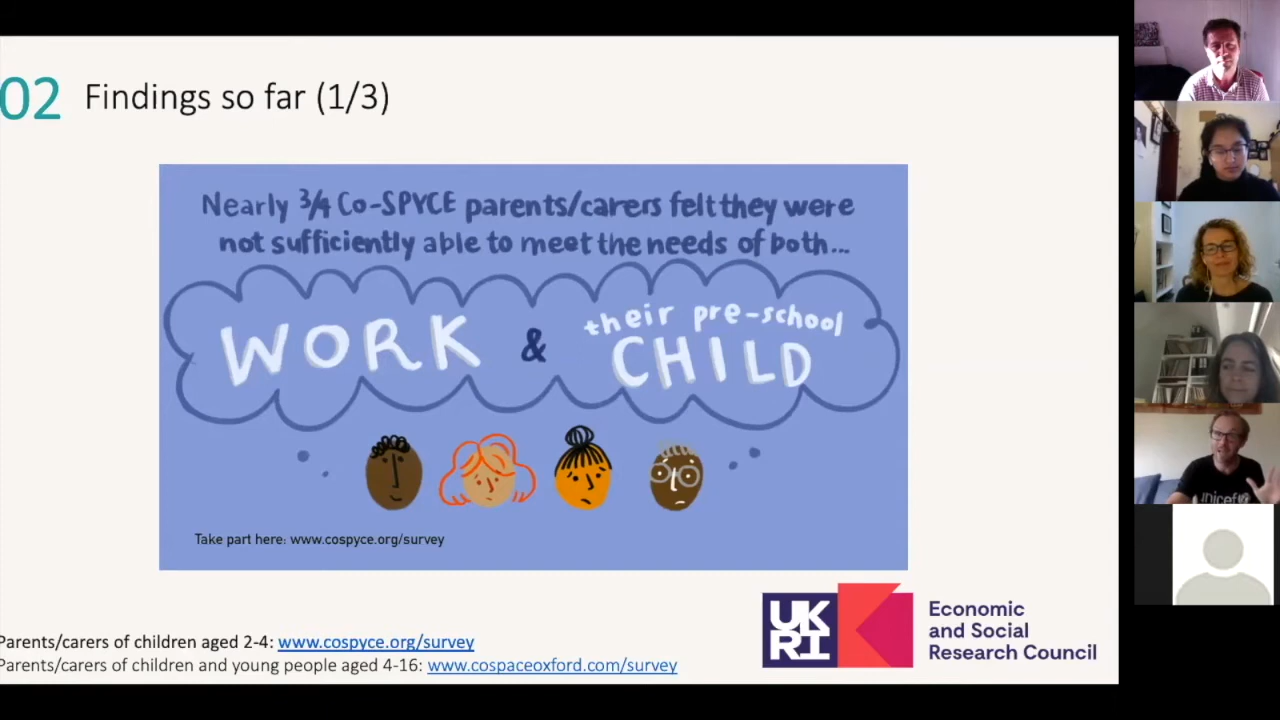 02 Findings so far (1/3)
Nearly 3/4 Co-SPYCE parents/carers felt they were
not sufficiently able to meet the needs of both...
WORK & their pre-school
CHILD
Take part here: www.cospyce.org/survey
Parents/carers of children aged 2-4: www.cospyce.org/survey
Parents/carers of children and young people aged 4-16: www.cospaceoxford.com/survey
UK
RI
Economic
and Social
Research Council
unicef